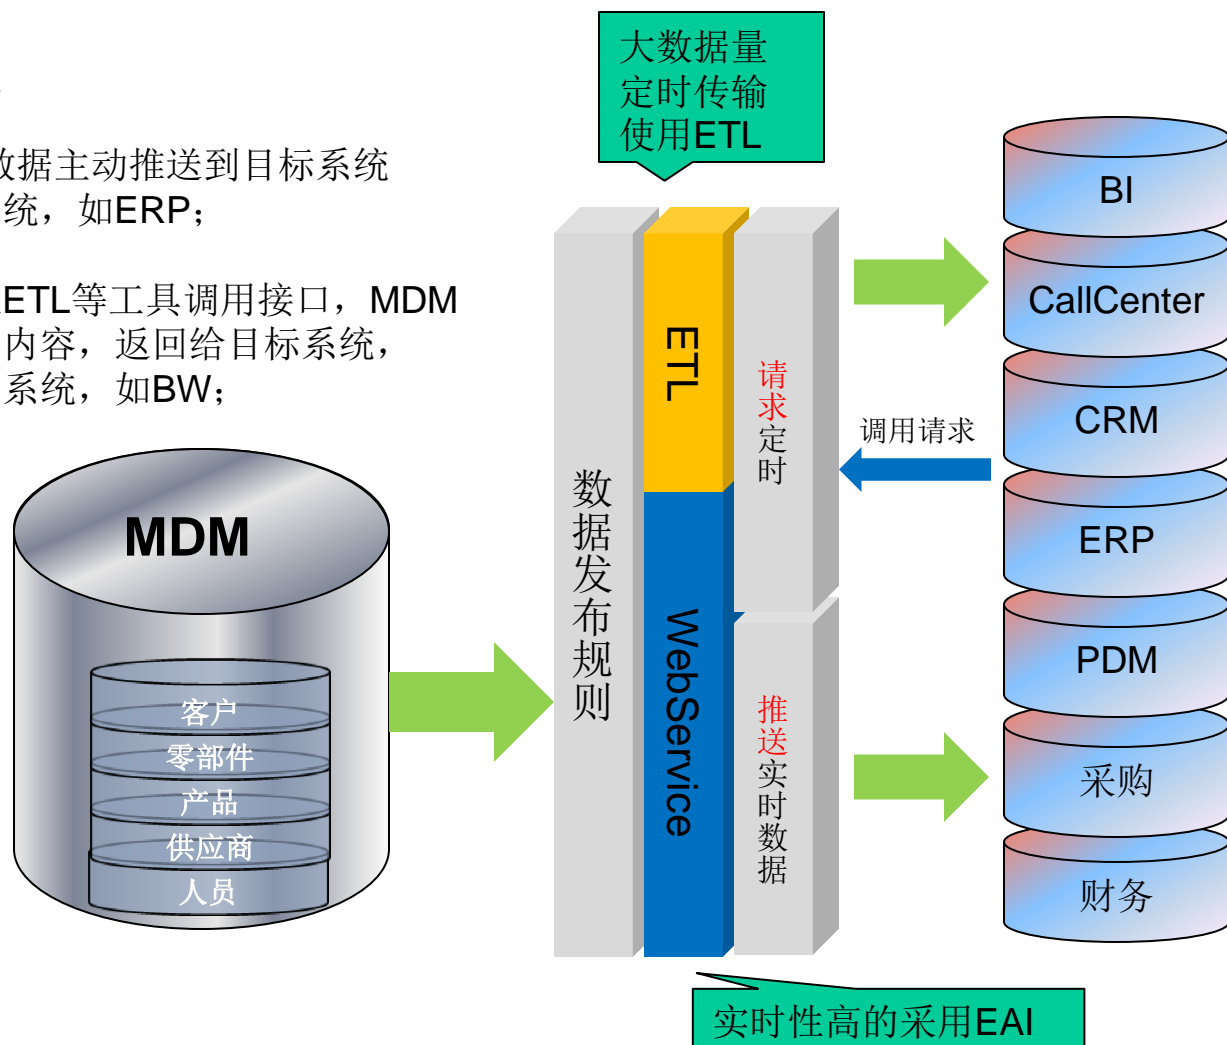 大数据量
定时传输
使用ETL
数据主动推送到目标系统
统，如ERP；
ETL等工具调用接口，MDM
内容，返回给目标系统，
系统，如BW；
MDM
客户
零部件
产品
供应商
人员
数据发布规则
ETL
WebService
请求定时
推送实时数据
调用请求
BI
CallCenter
CRM
ERP
PDM
采购
财务
实时性高的采用EAI